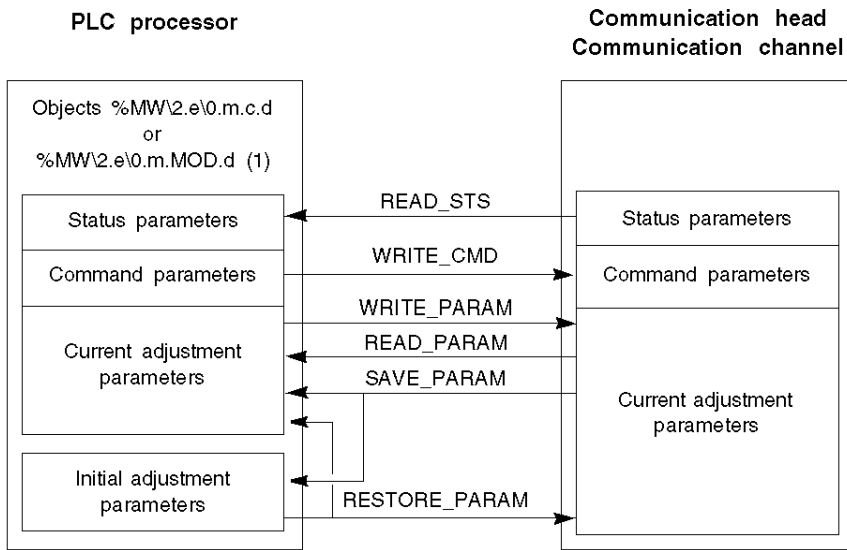 PLC processor
Communication head
Communication channel
Objects %MW\2.e\0.m.c.d
or
%MW\2.e\0.m.MOD.d (1)
Status parameters
Command parameters
Current adjustment
parameters
Initial adjustment
parameters
READ_STS
WRITE_CMD
WRITE_PARAM
READ_PARAM
SAVE_PARAM
RESTORE_PARAM
Status parameters
Command parameters
Current adjustment
parameters